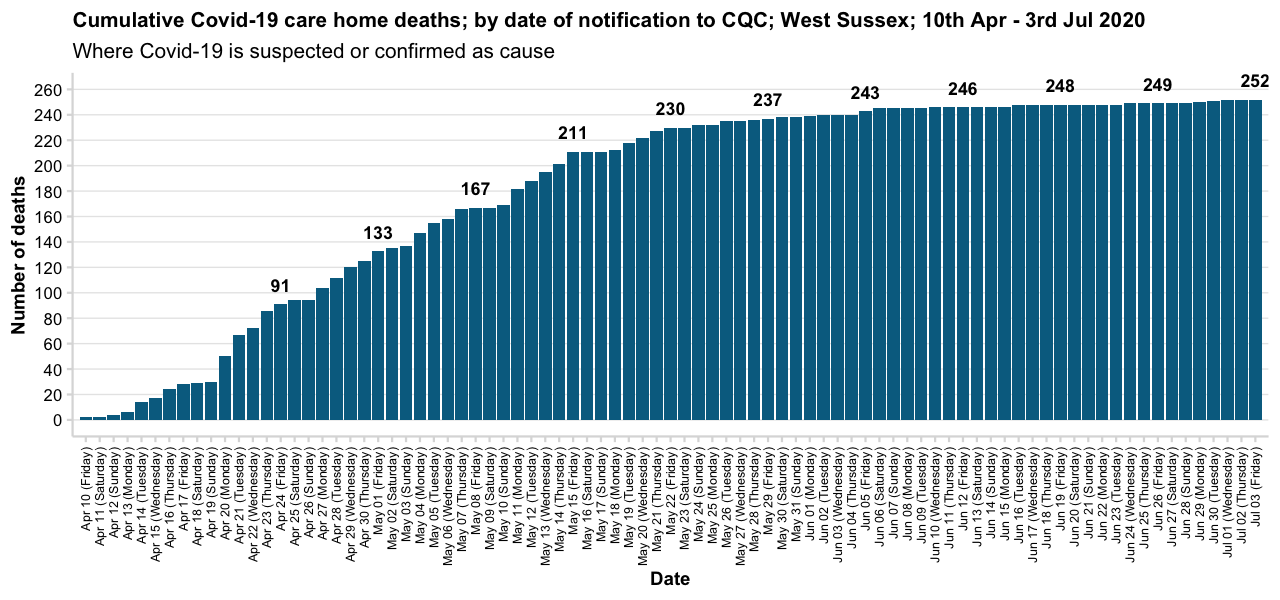 Cumulative Covid-19 care home deaths; by date of notification to CQC; West Sussex; 10th Apr - 3rd Jul 2020
Where Covid-19 is suspected or confirmed as cause
Number of deaths
260
240
220
200
180
160
140
120
100
80
60
40
20
0
91
133
167
211
230
237
243
246
248
249
252
Apr 10 (Friday)
Apr 11 (Saturday)
Apr 12 (Sunday)
Apr 13 (Monday)
Apr 14 (Tuesday)
Apr 15 (Wednesday)
Apr 16 (Thursday)
Apr 17 (Friday)
Apr 18 (Saturday)
Apr 19 (Sunday)
Apr 20 (Monday)
Apr 21 (Tuesday)
Apr 22 (Wednesday)
Apr 23 (Thursday)
Apr 24 (Friday)
Apr 25 (Saturday)
Apr 26 (Sunday)
Apr 27 (Monday)
Apr 28 (Tuesday)
Apr 29 (Wednesday)
Apr 30 (Thursday)
May 01 (Friday)
May 02 (Saturday)
May 03 (Sunday)
May 04 (Monday)
May 05 (Tuesday)
May 06 (Wednesday)
May 07 (Thursday)
May 08 (Friday)
May 09 (Saturday)
May 10 (Sunday)
May 11 (Monday)
May 12 (Tuesday)
May 13 (Wednesday)
May 14 (Thursday)
May 15 (Friday)
May 16 (Saturday)
May 17 (Sunday)
May 18 (Monday)
May 19 (Tuesday)
May 20 (Wednesday)
May 21 (Thursday)
May 22 (Friday)
May 23 (Saturday)
May 24 (Sunday)
May 25 (Monday)
May 26 (Tuesday)
May 27 (Wednesday)
May 28 (Thursday)
May 29 (Friday)
May 30 (Saturday)
May 31 (Sunday)
Jun 01 (Monday)
Jun 02 (Tuesday)
Jun 03 (Wednesday)
Jun 04 (Thursday)
Jun 05 (Friday)
Jun 06 (Saturday)
Jun 07 (Sunday)
Jun 08 (Monday)
Jun 09 (Tuesday)
Jun 10 (Wednesday)
Jun 11 (Thursday)
Jun 12 (Friday)
Jun 13 (Saturday)
Jun 14 (Sunday)
Jun 15 (Monday)
Jun 16 (Tuesday)
Jun 17 (Wednesday)
Jun 18 (Thursday)
Jun 19 (Friday)
Jun 20 (Saturday)
Jun 21 (Sunday)
Jun 22 (Monday)
Jun 23 (Tuesday)
Jun 24 (Wednesday)
Jun 25 (Thursday)
Jun 26 (Friday)
Jun 27 (Saturday)
Jun 28 (Sunday)
Jun 29 (Monday)
Jun 30 (Tuesday)
Jul 01 (Wednesday)
Jul 02 (Thursday)
Jul 03 (Friday)
Date